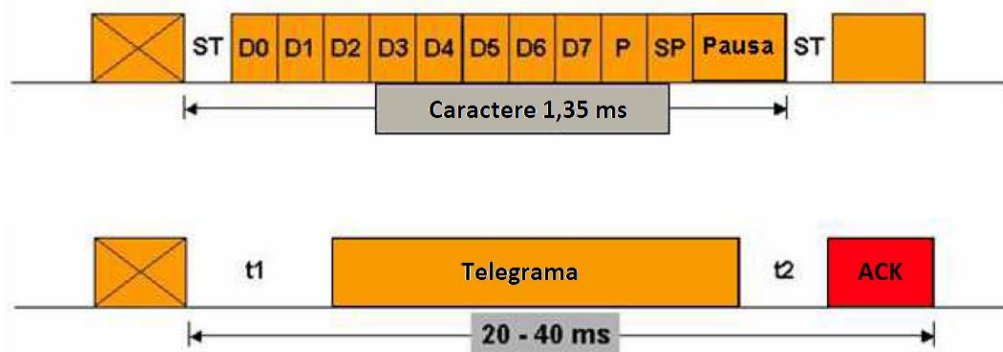 ST D0 D1 D2 D3 D4 D5 D6 D7 P SP Pausa ST
Caractere 1,35 ms
t1 Telegrama t2 ACK
20 - 40 ms